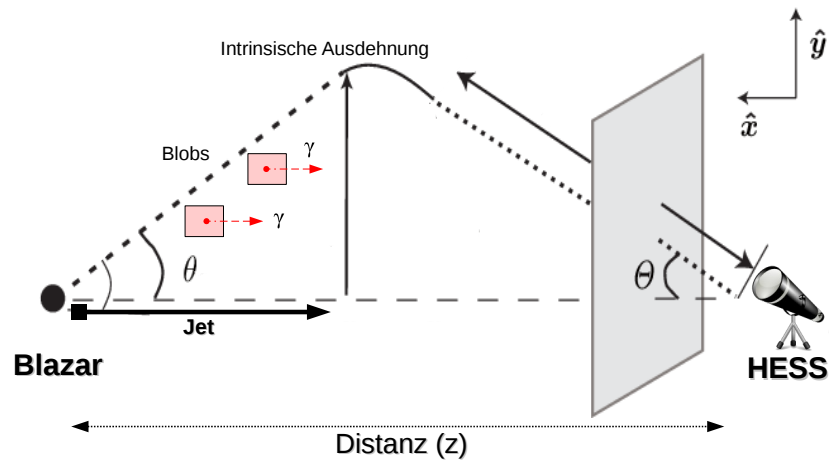 Intrinsische Ausdehnung
ŷ
x̂
Blobs
γ
γ
θ
Θ
Jet
Blazar
HESS
Distanz (z)